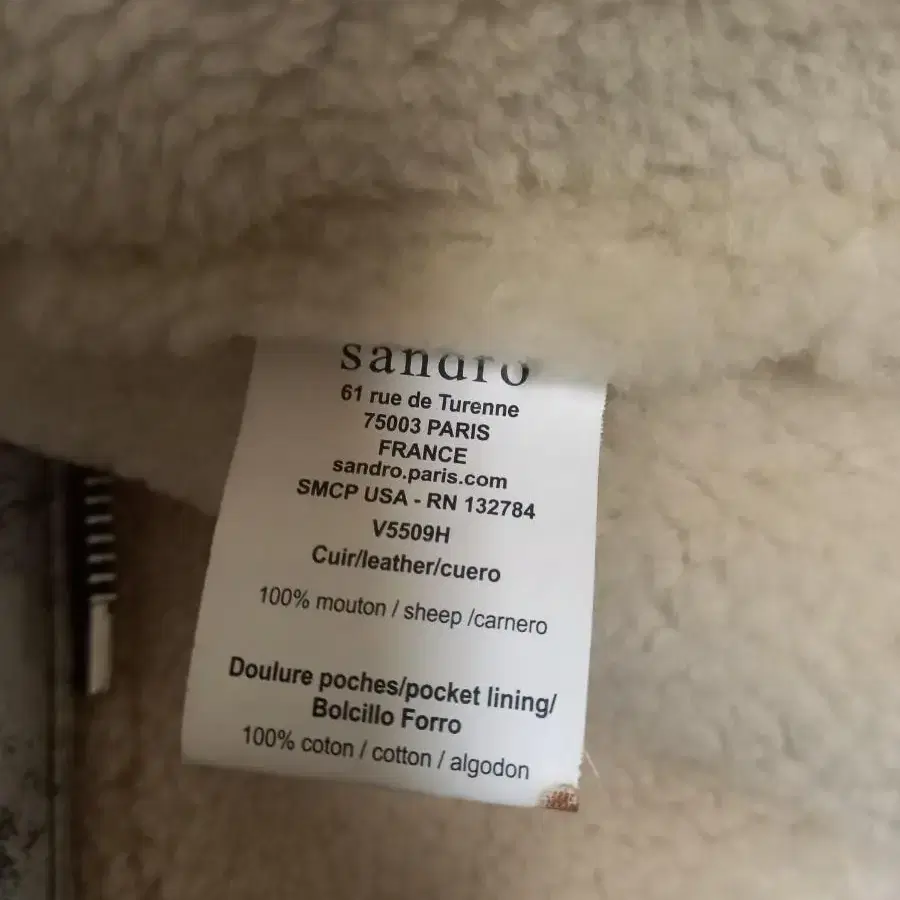 sandro
61 rue de Turenne
75003 PARIS
FRANCE
sandro.paris.com
SMCP USA - RN 132784
V5509H
Cuir/leather/cuero
100% mouton / sheep /carnero
Doulure poches/pocket lining/
Bolcillo Forro
100% coton / cotton / algodon